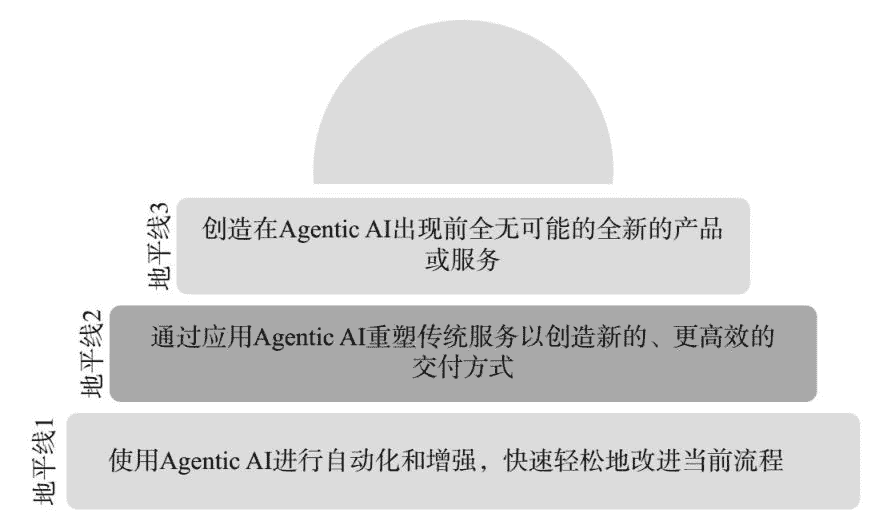 地平线3
创造在Agentic AI出现前全无可能的全新的产品
或服务
地平线2
通过应用Agentic AI重塑传统服务以创造新的、更高效的
交付方式
地平线1
使用Agentic AI进行自动化和增强，快速轻松地改进当前流程